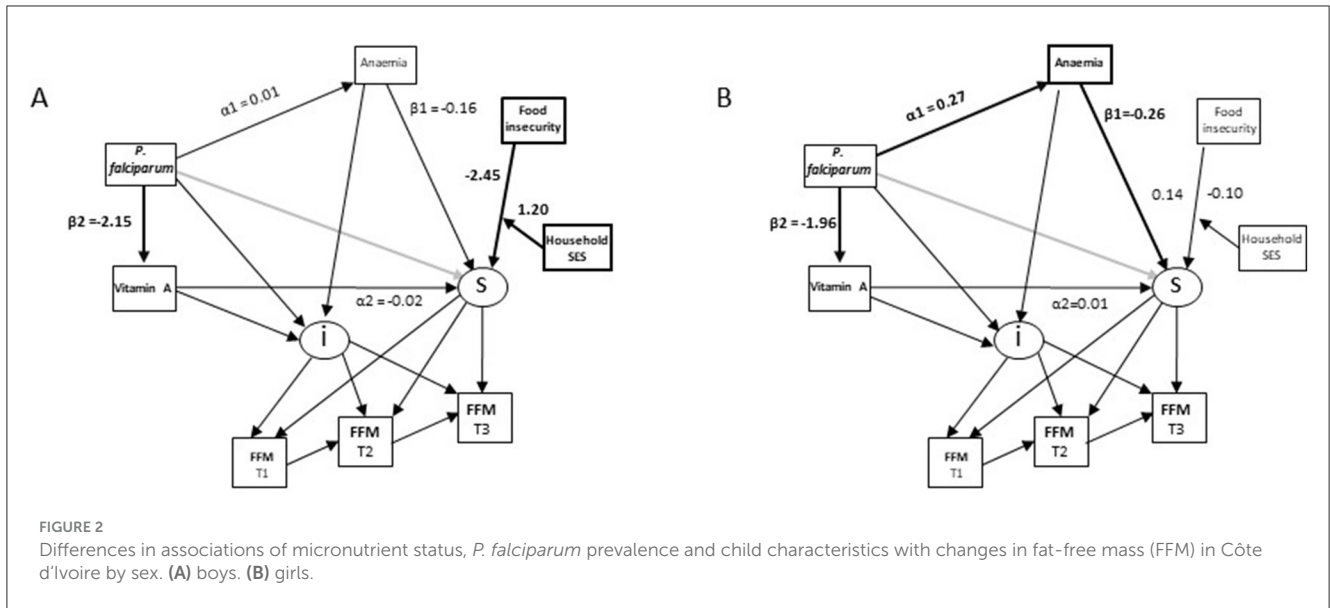 A
Anaemia
α1 = 0.01
β1 = -0.16
Food
insecurity
P.
falciparum
-2.45
1.20
β2 =-2.15
Household
SES
Vitamin A
α2 = -0.02
S
i
FFM
T1
FFM
T2
FFM
T3
B
Anaemia
α1 = 0.27
β1=-0.26
Food
insecurity
P.
falciparum
0.14
-0.10
β2 =-1.96
Household
SES
Vitamin A
α2=0.01
S
i
FFM
T1
FFM
T2
FFM
T3
FIGURE 2
Differences in associations of micronutrient status, P. falciparum prevalence and child characteristics with changes in fat-free mass (FFM) in Côte
d'Ivoire by sex. (A) boys. (B) girls.